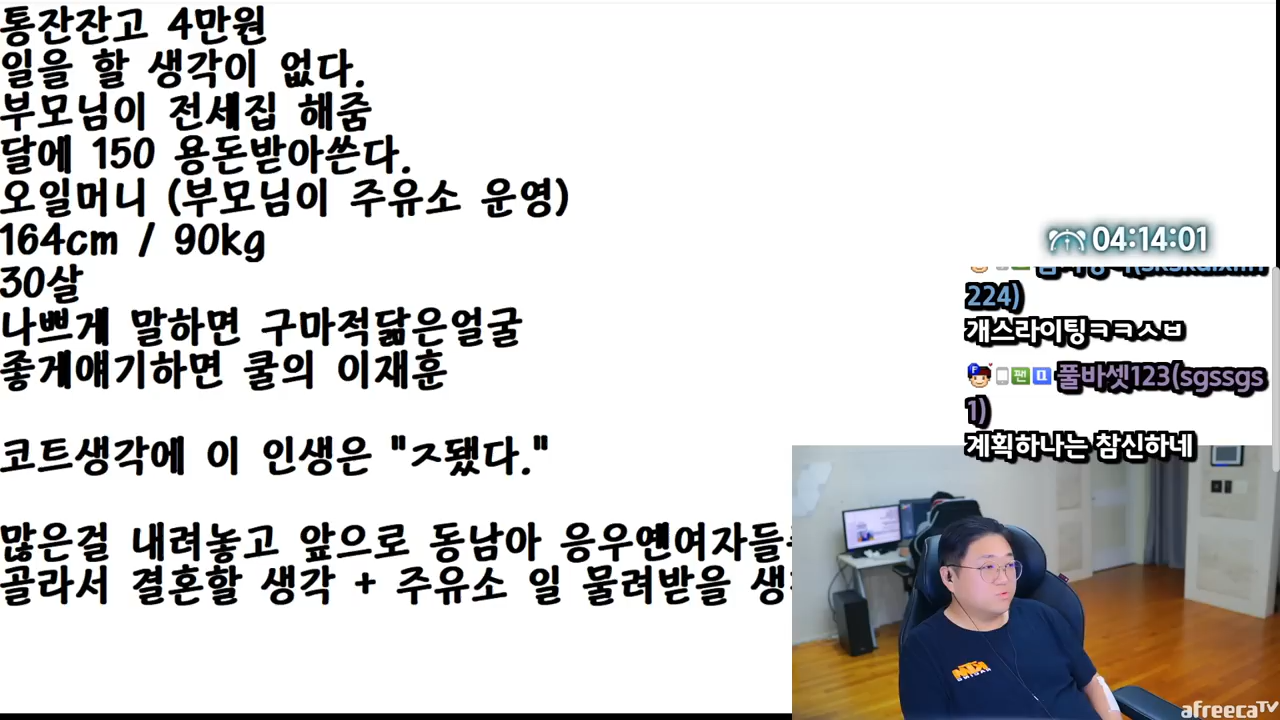 통잔잔고 4만원
일을 할 생각이 없다.
부모님이 전세집 해줌
달에 150 용돈받아쓴다.
오일머니 (부모님이 주유소 운영)
164cm / 90kg
30살
나쁘게 말하면 구마적닮은얼굴
좋게얘기하면 쿨의 이재훈
코트생각에 이 인생은 "ㅈ됐다."
많은걸 내려놓고 앞으로 동남아 응우옌여자들
골라서 결혼할 생각 + 주유소 일 물려받을
04:14:01
224)
개스라이팅ㅋㅋㅅㅂ
팬 풀바셋123(sgssgs
1)
계획하나는 참신하네
afreecaTV